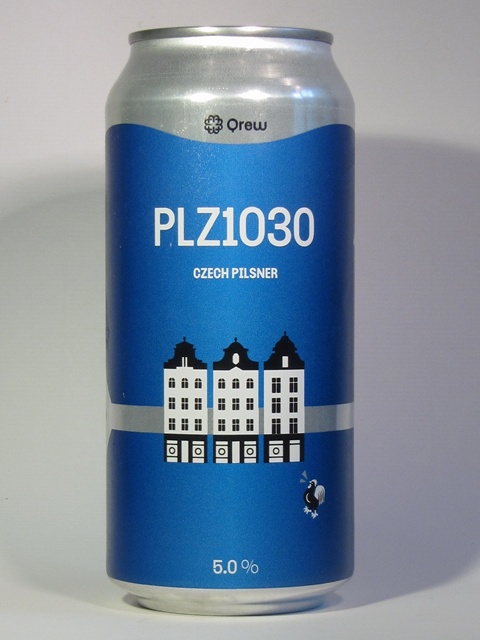 Qrew
PLZ1030
CZECH PILSNER
5.0 %